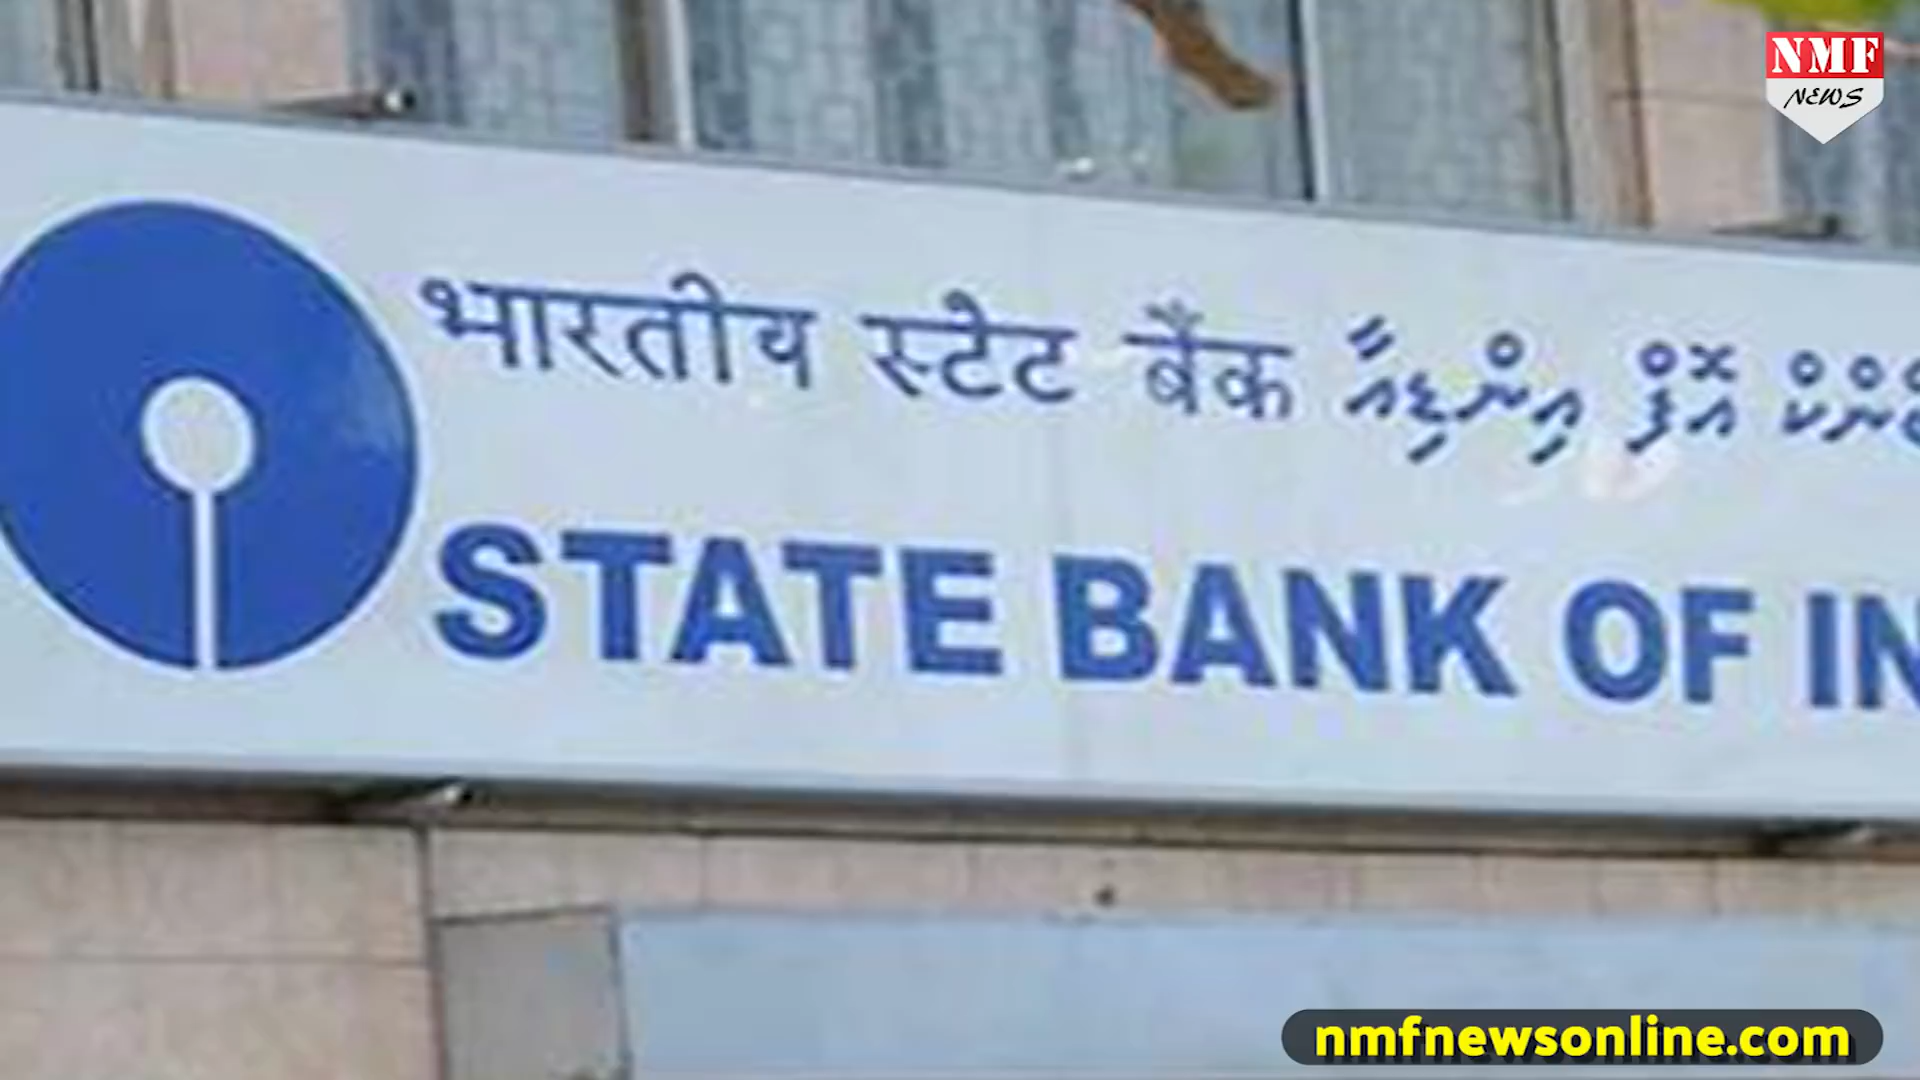 NMF
NEWS
भारतीय स्टेट बैंक އޮފް އިންޑިއާ
STATE BANK OF IN
nmfnewsonline.com